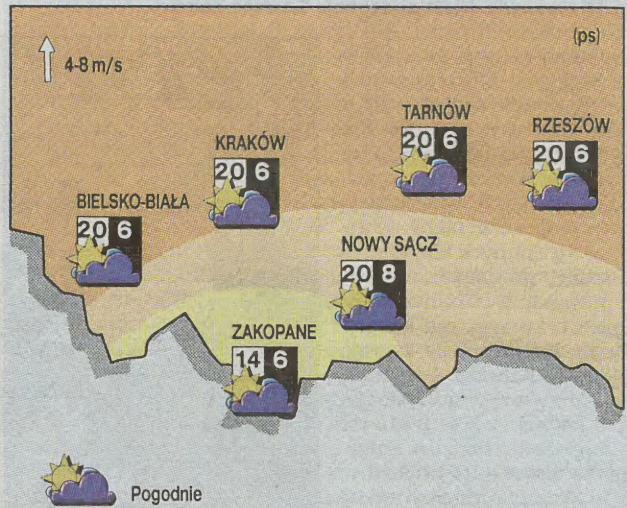 (ps)
4-8 m/s
TARNÓW
20 6
RZESZÓW
20 6
KRAKÓW
20 6
BIELSKO-BIAŁA
20 6
NOWY SĄCZ
20 8
ZAKOPANE
14 6
Pogodnie